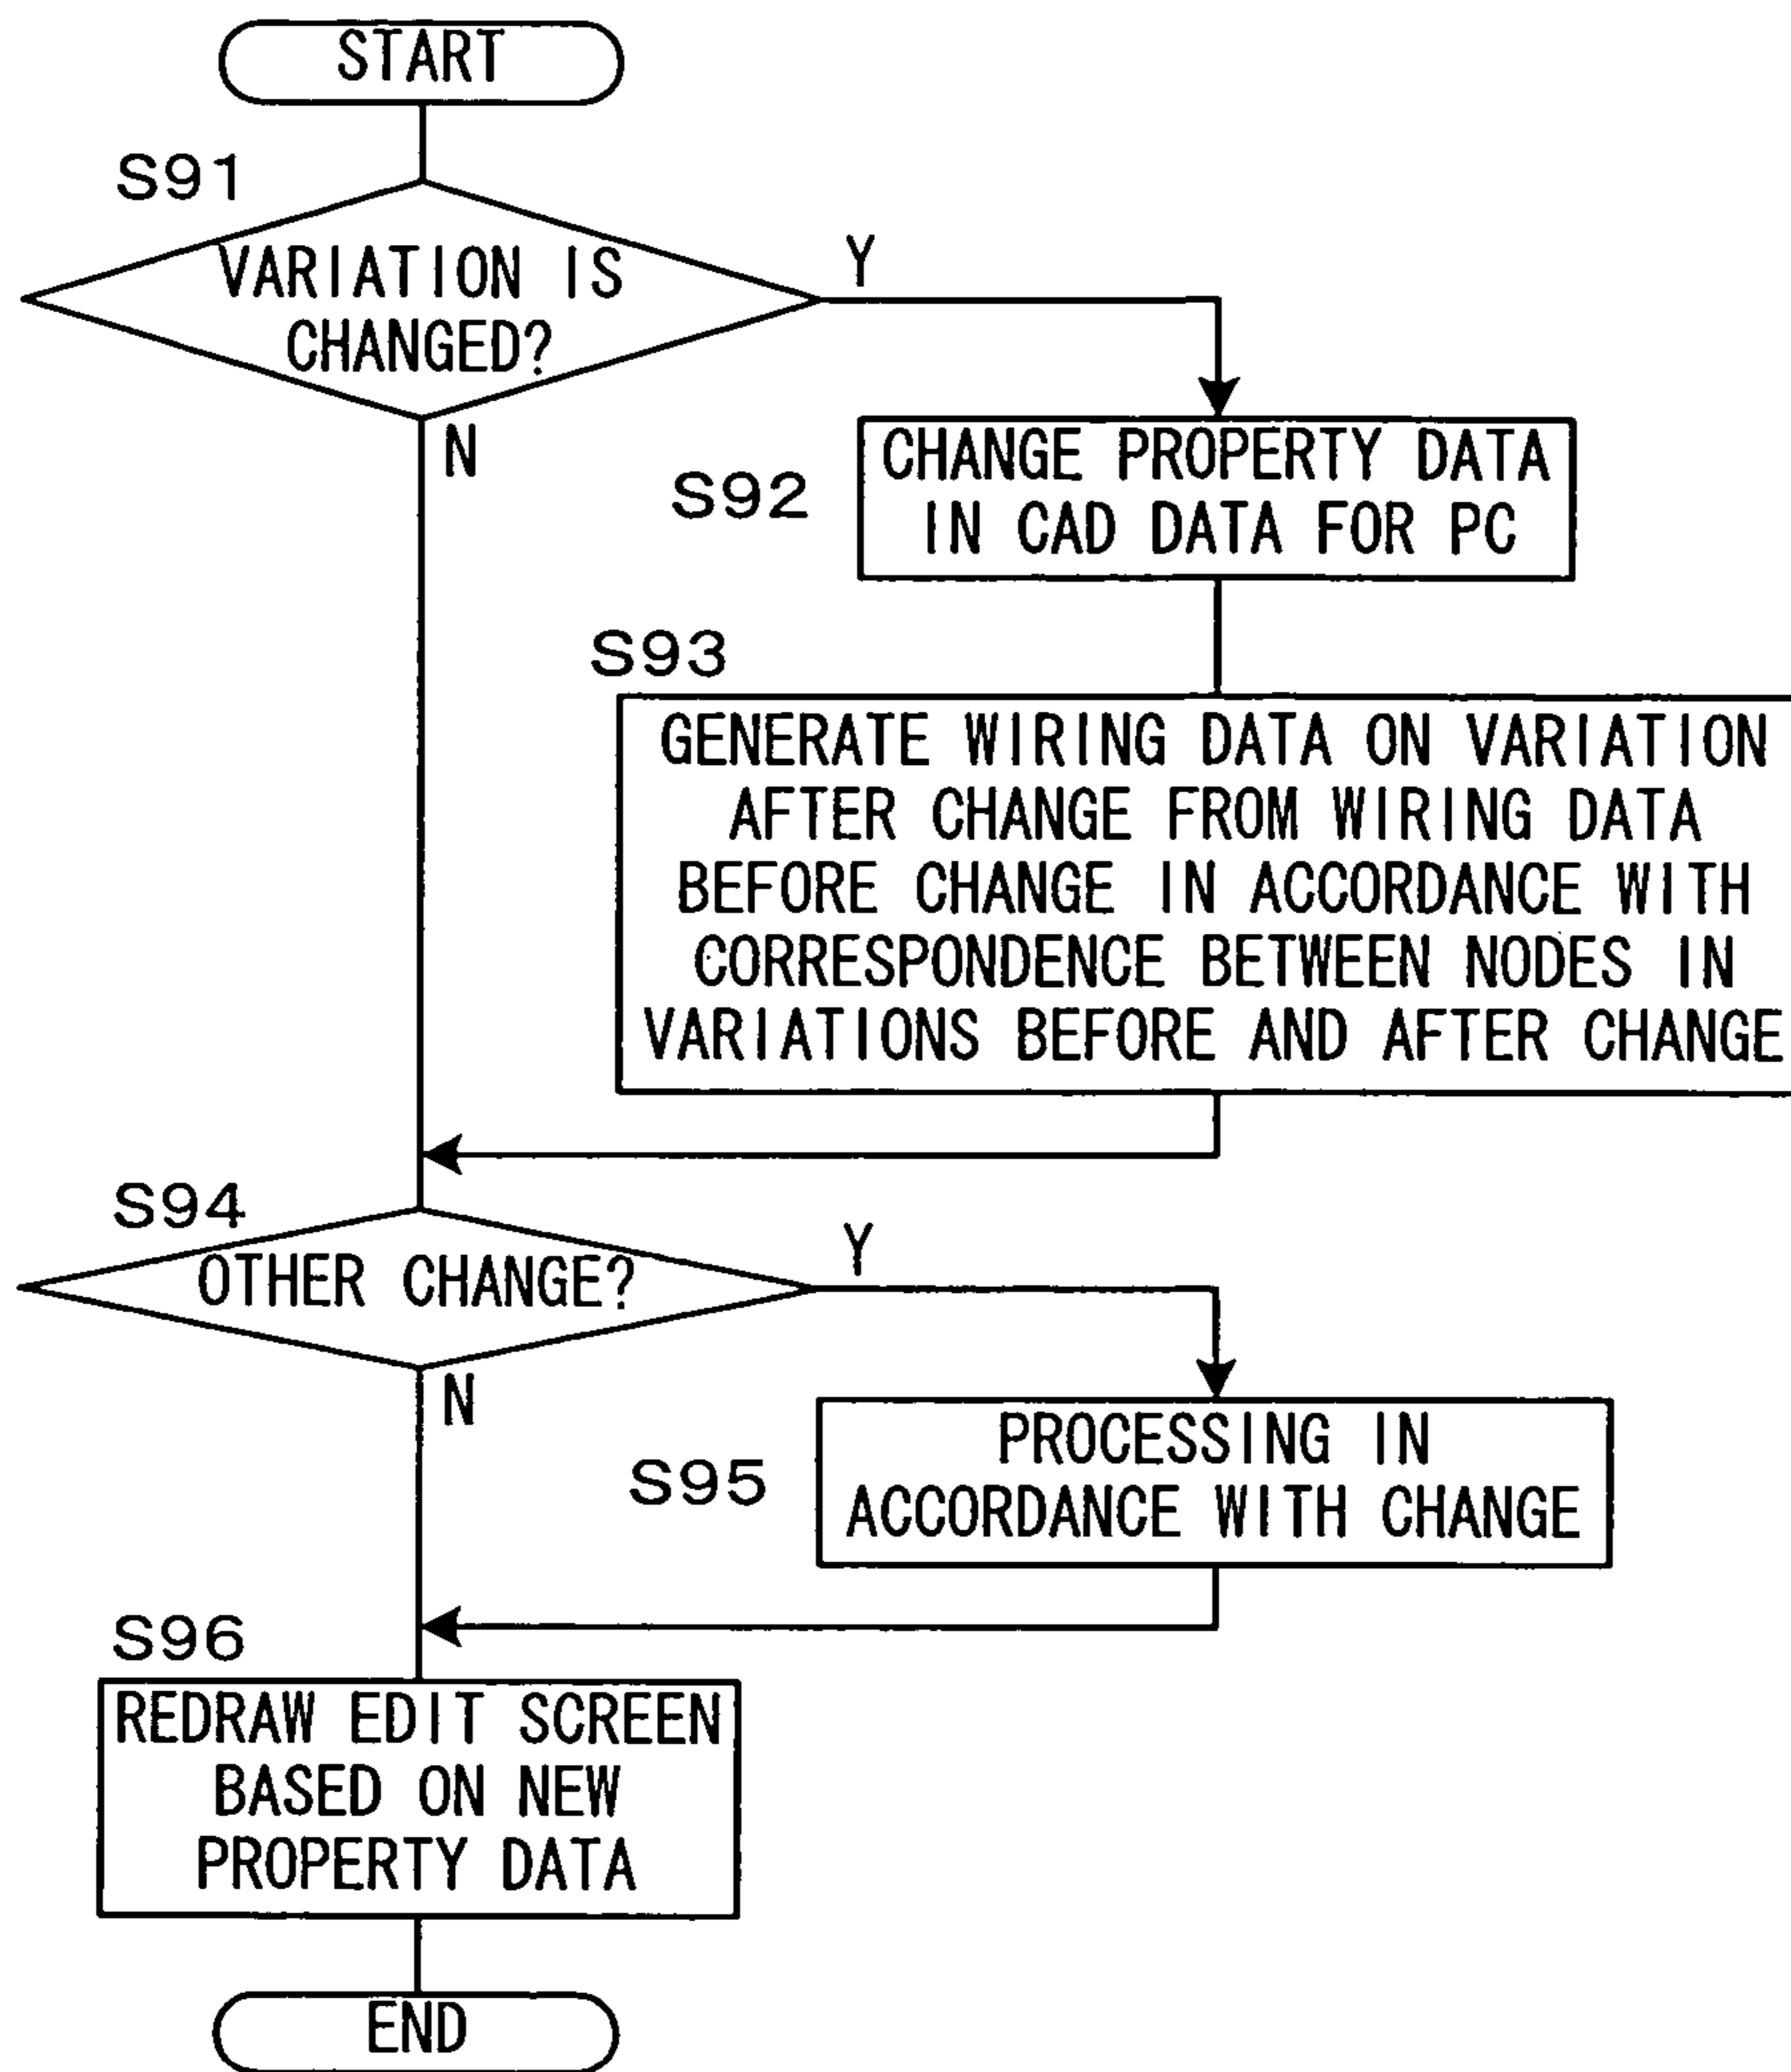 START
S91
VARIATION IS
CHANGED?
Y
N
S92
CHANGE PROPERTY DATA
IN CAD DATA FOR PC
S93
GENERATE WIRING DATA ON VARIATION
AFTER CHANGE FROM WIRING DATA
BEFORE CHANGE IN ACCORDANCE WITH
CORRESPONDENCE BETWEEN NODES IN
VARIATIONS BEFORE AND AFTER CHANGE
S94
OTHER CHANGE?
Y
N
S95
PROCESSING IN
ACCORDANCE WITH CHANGE
S96
REDRAW EDIT SCREEN
BASED ON NEW
PROPERTY DATA
END